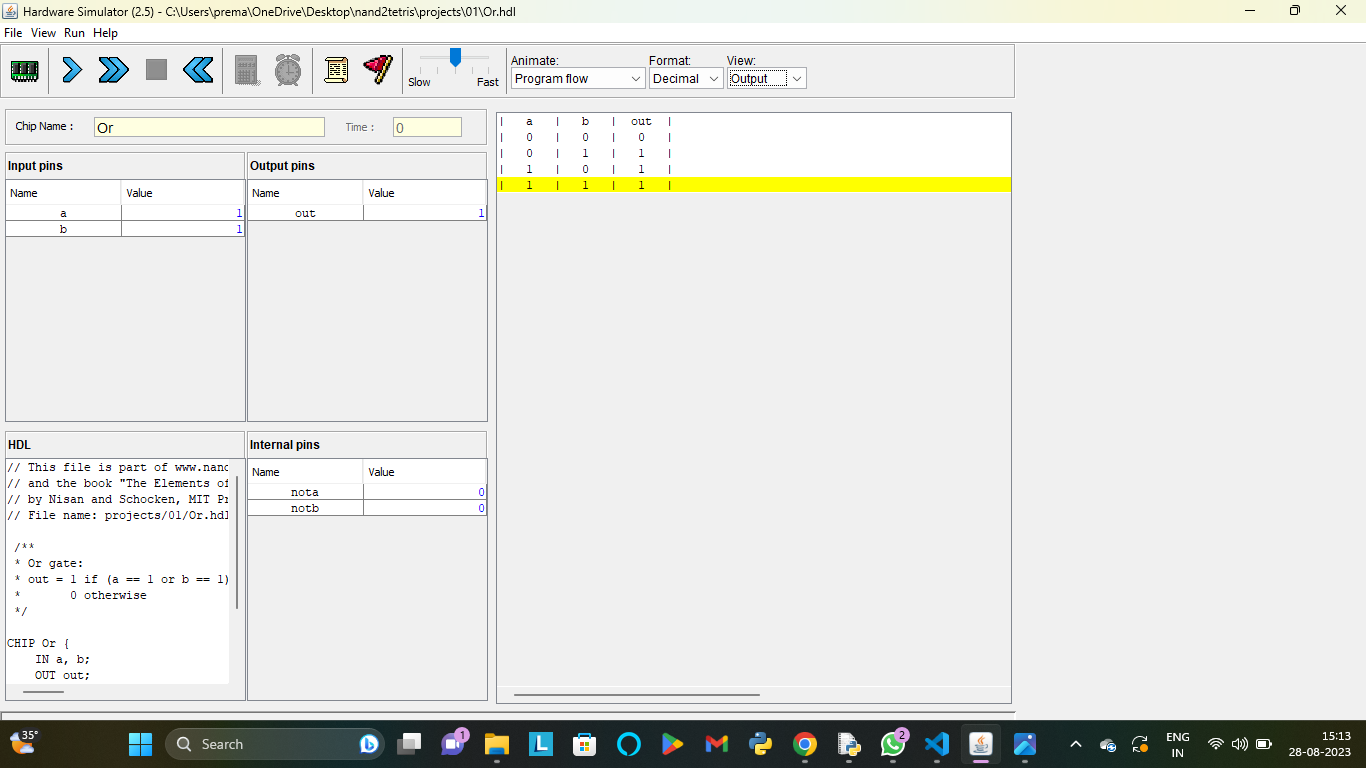 Hardware Simulator (2.5) - C:\Users\prema\OneDrive\Desktop\nand2tetris\projects\01\Or.hdl
File View Run Help
Animate: Format: View:
Slow Fast Program flow Decimal Output
Chip Name : Or Time : 0
Input pins
Name Value
a 1
b 1
Output pins
Name Value
out 1
| a | b | out |
| 0 | 0 | 0 |
| 0 | 1 | 1 |
| 1 | 0 | 1 |
| 1 | 1 | 1 |
HDL
// This file is part of www.nand
// and the book "The Elements of
// by Nisan and Schocken, MIT Pr
// File name: projects/01/Or.hdl
/**
* Or gate:
* out = 1 if (a == 1 or b == 1)
* 0 otherwise
*/
CHIP Or {
IN a, b;
OUT out;
Internal pins
Name Value
nota 0
notb 0
35°
Search
1
L
2
ENG
IN
15:13
28-08-2023